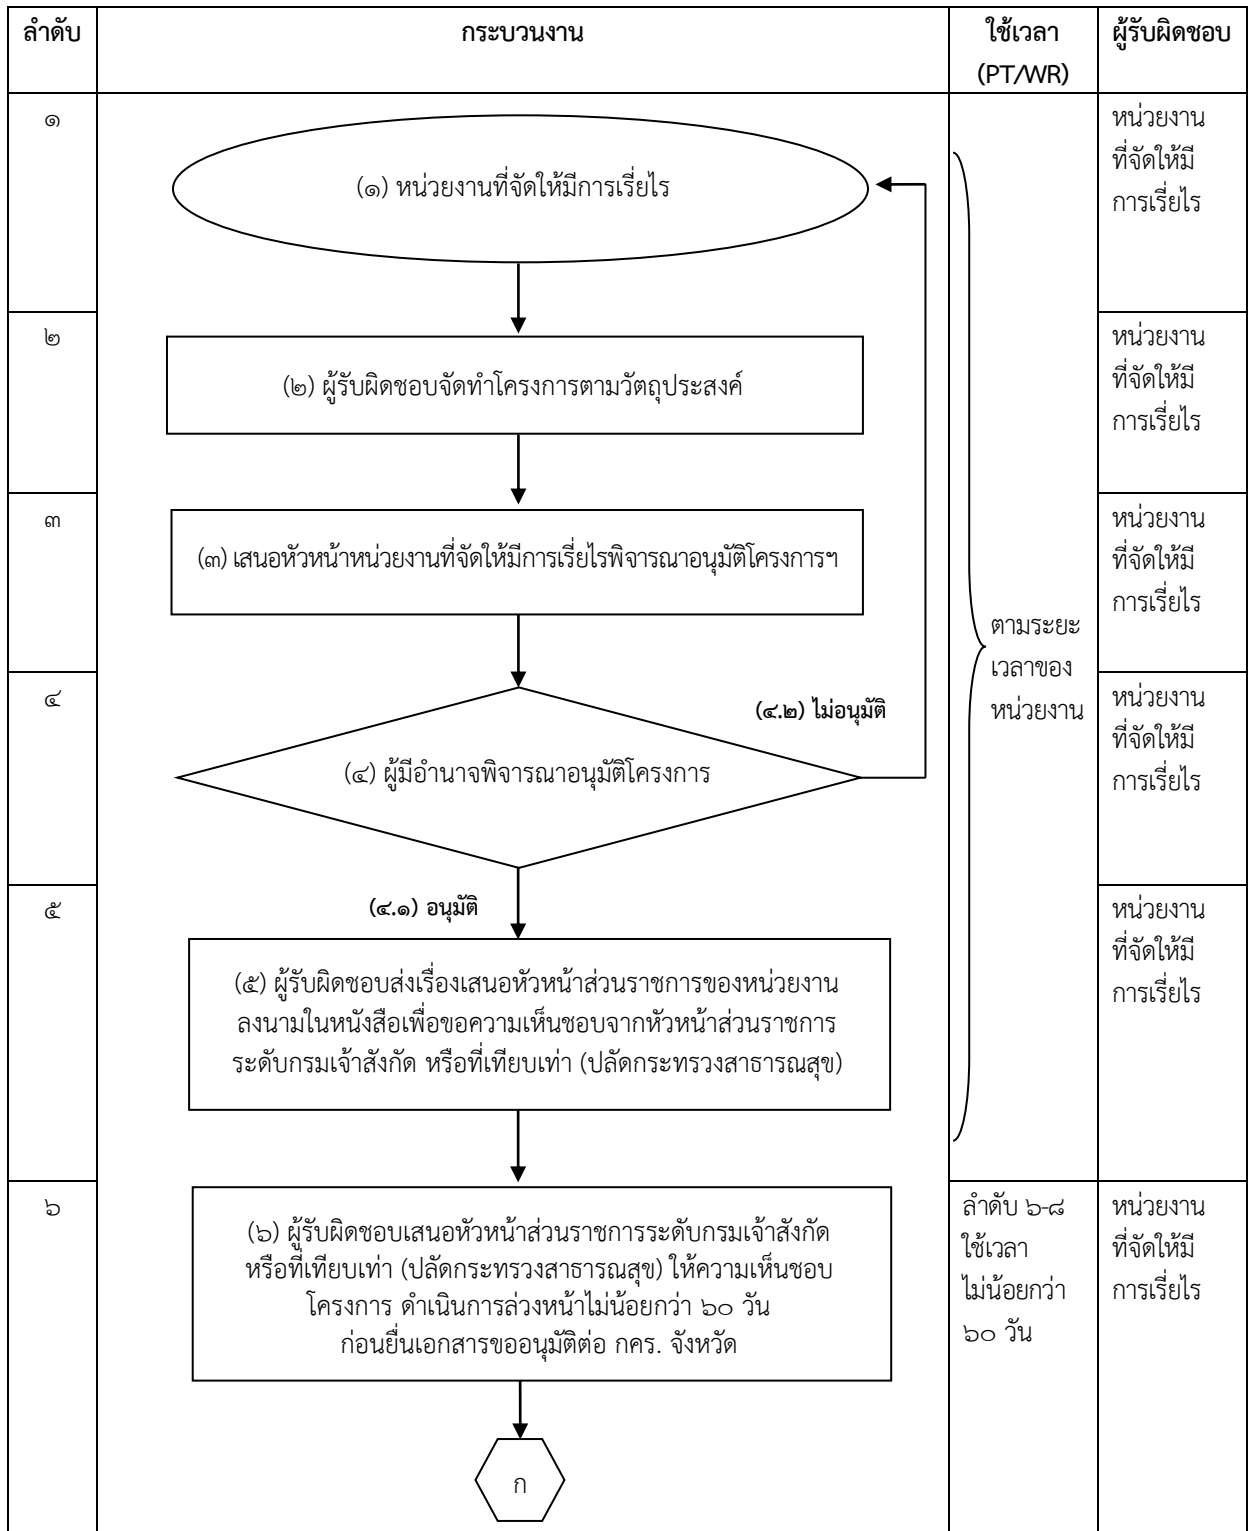 ลำดับ
กระบวนงาน
ใช้เวลา
(PT/WR)
ผู้รับผิดชอบ
๑
(๑) หน่วยงานที่จัดให้มีการเรี่ยไร
หน่วยงาน
ที่จัดให้มี
การเรี่ยไร
๒
(๒) ผู้รับผิดชอบจัดทำโครงการตามวัตถุประสงค์
หน่วยงาน
ที่จัดให้มี
การเรี่ยไร
๓
(๓) เสนอหัวหน้าหน่วยงานที่จัดให้มีการเรี่ยไรพิจารณาอนุมัติโครงการฯ
หน่วยงาน
ที่จัดให้มี
การเรี่ยไร
ตามระยะ
เวลาของ
หน่วยงาน
๔
(๔.๒) ไม่อนุมัติ
(๔) ผู้มีอำนาจพิจารณาอนุมัติโครงการ
หน่วยงาน
ที่จัดให้มี
การเรี่ยไร
๕
(๔.๑) อนุมัติ
(๕) ผู้รับผิดชอบส่งเรื่องเสนอหัวหน้าส่วนราชการของหน่วยงาน
ลงนามในหนังสือเพื่อขอความเห็นชอบจากหัวหน้าส่วนราชการ
ระดับกรมเจ้าสังกัด หรือที่เทียบเท่า (ปลัดกระทรวงสาธารณสุข)
หน่วยงาน
ที่จัดให้มี
การเรี่ยไร
๖
(๖) ผู้รับผิดชอบเสนอหัวหน้าส่วนราชการระดับกรมเจ้าสังกัด
หรือที่เทียบเท่า (ปลัดกระทรวงสาธารณสุข) ให้ความเห็นชอบ
โครงการ ดำเนินการล่วงหน้าไม่น้อยกว่า ๖๐ วัน
ก่อนยื่นเอกสารขออนุมัติต่อ กคร. จังหวัด
ลำดับ ๖-๘
ใช้เวลา
ไม่น้อยกว่า
๖๐ วัน
หน่วยงาน
ที่จัดให้มี
การเรี่ยไร
ก